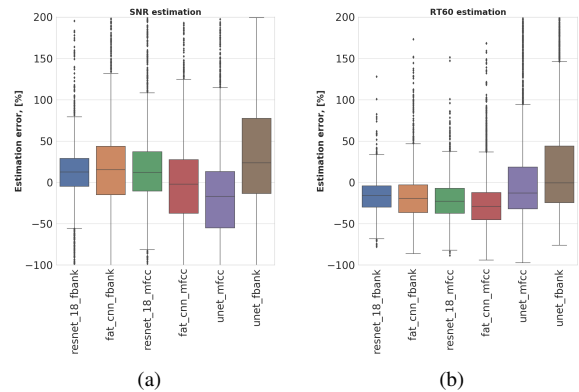 SNR estimation
Estimation error, [%]
200
150
100
50
0
−50
−100
resnet_18_fbank
fat_cnn_fbank
resnet_18_mfcc
fat_cnn_mfcc
unet_mfcc
unet_fbank
(a)
RT60 estimation
Estimation error, [%]
200
150
100
50
0
−50
−100
resnet_18_fbank
fat_cnn_fbank
resnet_18_mfcc
fat_cnn_mfcc
unet_mfcc
unet_fbank
(b)